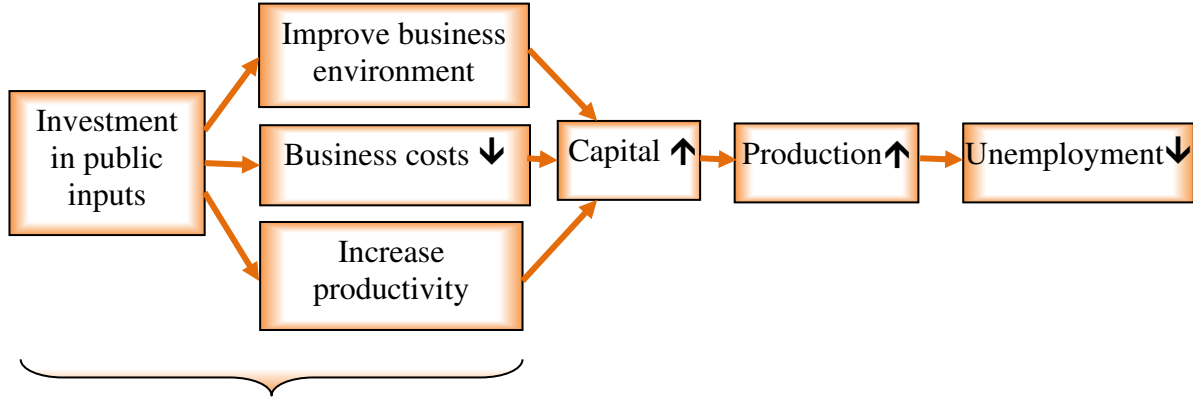 Investment
in public
inputs
Improve business
environment
Business costs ↓
Increase
productivity
Capital ↑
Production↑
Unemployment↓